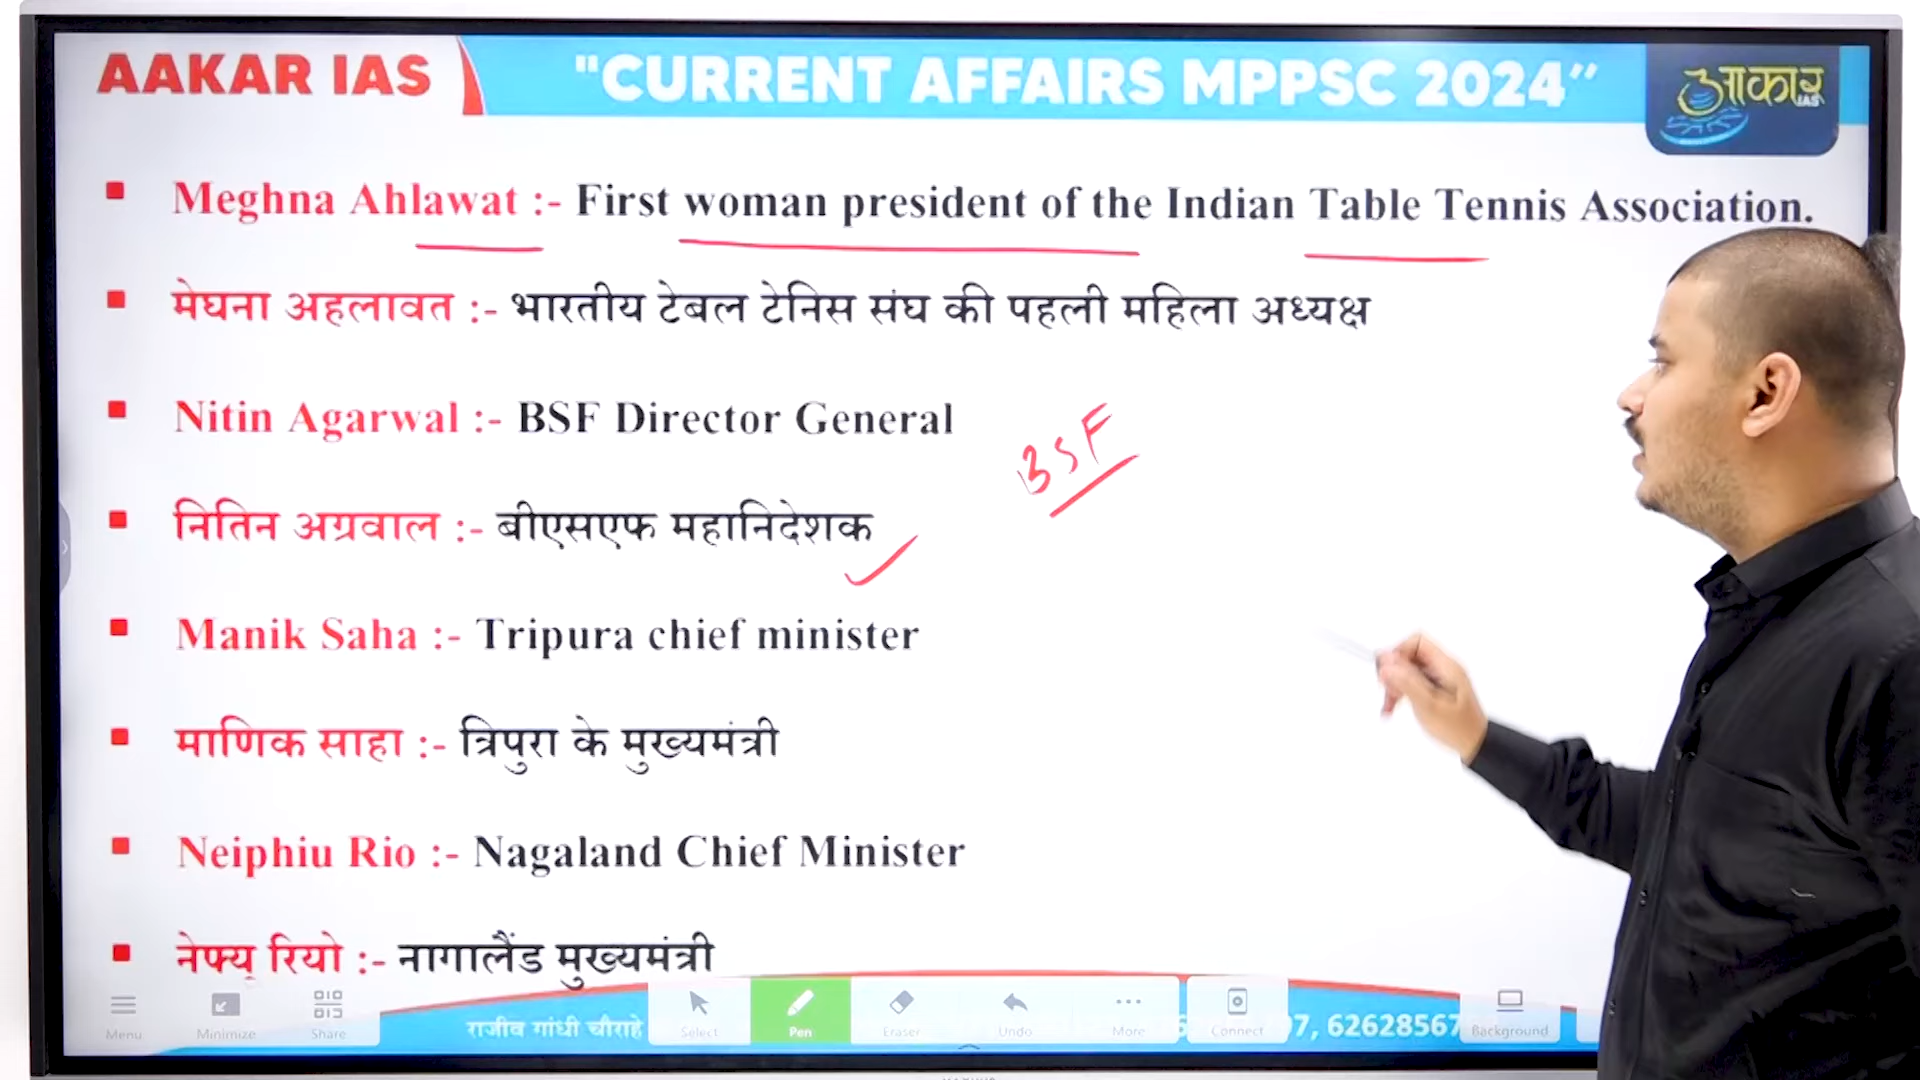 AAKAR IAS
"CURRENT AFFAIRS MPPSC 2024"
आकार
IAS
Meghna Ahlawat :- First woman president of the Indian Table Tennis Association.
मेघना अहलावत :- भारतीय टेबल टेनिस संघ की पहली महिला अध्यक्ष
Nitin Agarwal :- BSF Director General
BSF
नितिन अग्रवाल :- बीएसएफ महानिदेशक
Manik Saha :- Tripura chief minister
माणिक साहा :- त्रिपुरा के मुख्यमंत्री
Neiphiu Rio :- Nagaland Chief Minister
नेफ्यू रियो :- नागालैंड मुख्यमंत्री
Menu Minimize Share Select Pen Eraser Undo More Connect Background
राजीव गांधी चौराहे